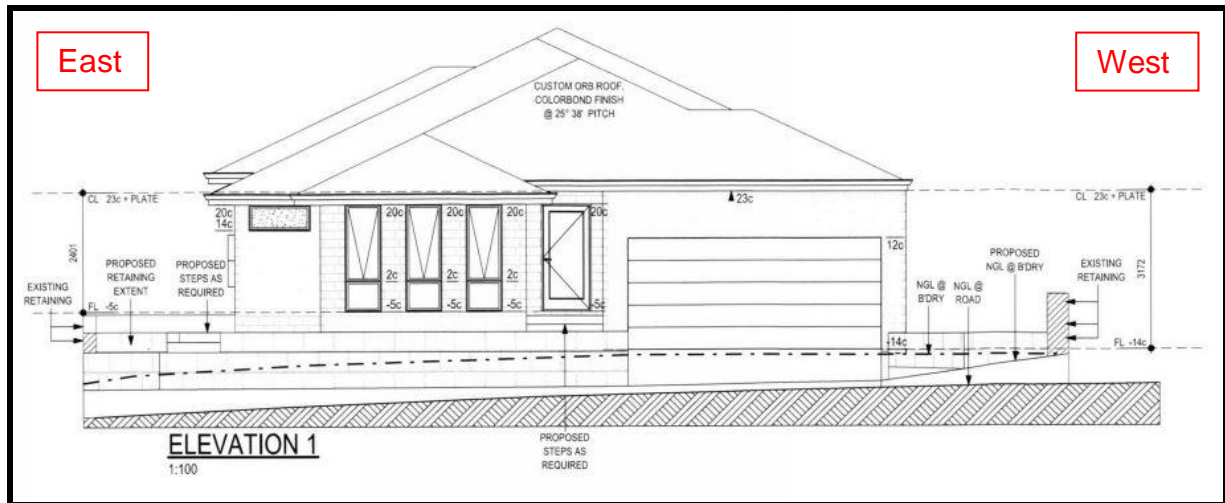 East
West
CUSTOM ORB ROOF,
COLORBOND FINISH
@ 25° 38' PITCH
CL 23c + PLATE
CL 23c + PLATE
23c
20c
14c
20c
20c
20c
20c
2c
2c
2c
-5c
-5c
-5c
-5c
12c
-14c
2401
3172
FL -5c
FL -14c
EXISTING
RETAINING
PROPOSED
RETAINING
EXTENT
PROPOSED
STEPS AS
REQUIRED
NGL @
B'DRY
NGL @
ROAD
PROPOSED
NGL @ B'DRY
EXISTING
RETAINING
PROPOSED
STEPS AS
REQUIRED
ELEVATION 1
1:100